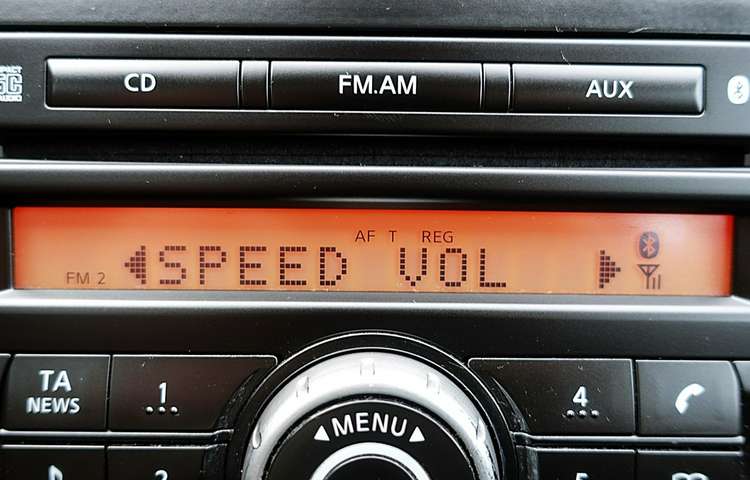 CD
FM.AM
AUX
AF T REG
FM 2
SPEED VOL
TA
NEWS
1
4
MENU